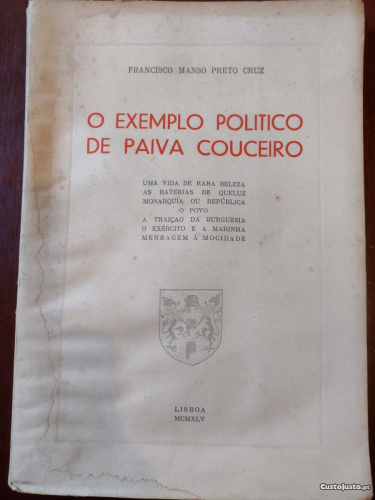 FRANCISCO MANSO PRETO CRUZ
O EXEMPLO POLITICO
DE PAIVA COUCEIRO
UMA VIDA DE RARA BELEZA
AS BATÉRIAS DE QUELUZ
MONARQUIA OU REPÚBLICA
O POVO
A TRAIÇÃO DA BURGUESIA
O EXÉRCITO E A MARINHA
MENSAGEM À MOCIDADE
LISBOA
MCMXLV
CustoJusto.pt